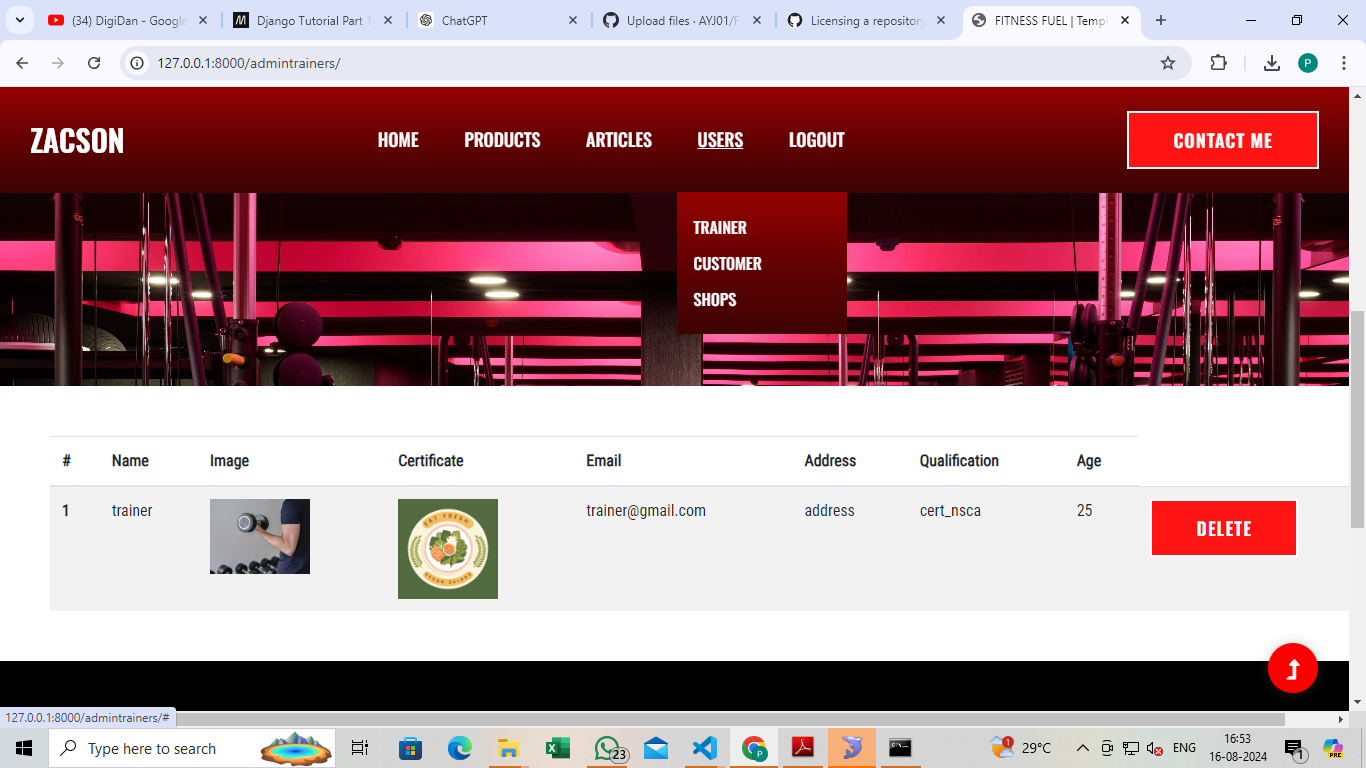 (34) DigiDan - Google
Django Tutorial Part 1
ChatGPT
Upload files · AVJ01/F
Licensing a repository
FITNESS FUEL | Templ
127.0.0.1:8000/admintrainers/
P
ZACSON
HOME
PRODUCTS
ARTICLES
USERS
LOGOUT
CONTACT ME
TRAINER
CUSTOMER
SHOPS
# Name Image Certificate Email Address Qualification Age
1 trainer trainer@gmail.com address cert_nsca 25 DELETE
EAT FRESH
VEGAN SALADS
127.0.0.1:8000/admintrainers/#
Type here to search
23
P
1
29°C
ENG
16:53
16-08-2024
1
PRE